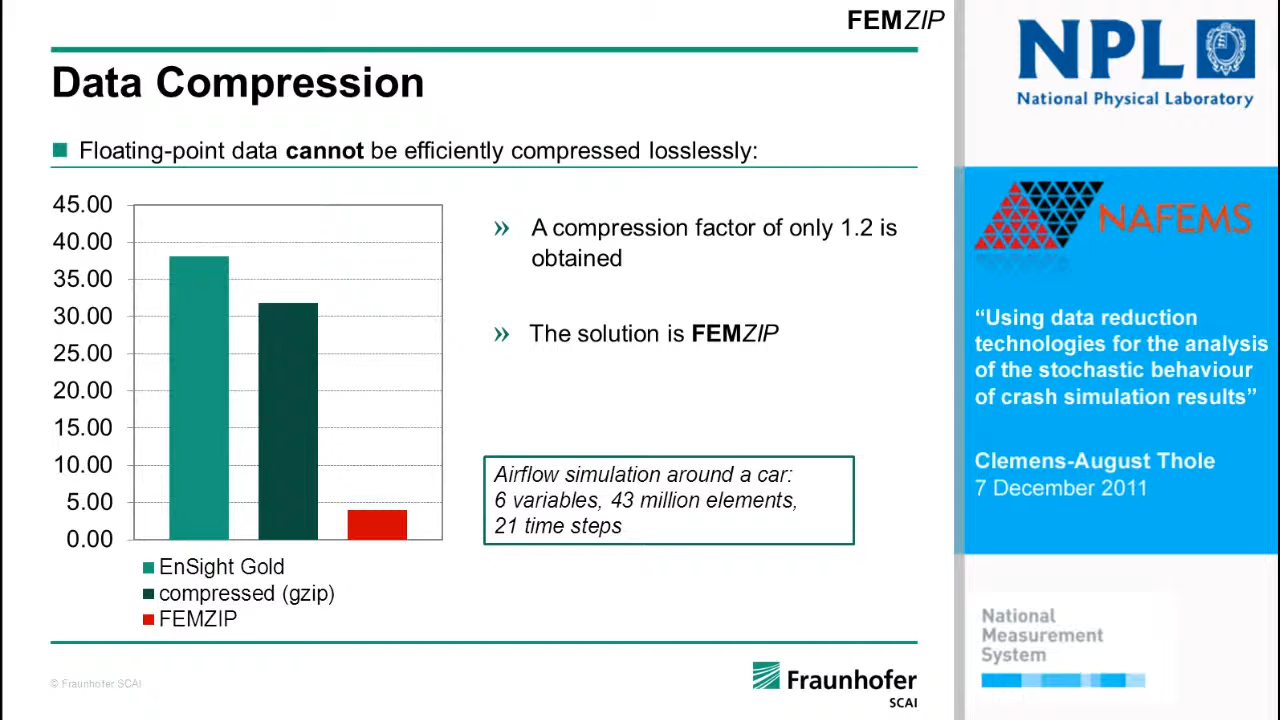 FEMZIP
Data Compression
Floating-point data cannot be efficiently compressed losslessly:
45.00
40.00
35.00
30.00
25.00
20.00
15.00
10.00
5.00
0.00
EnSight Gold
compressed (gzip)
FEMZIP
» A compression factor of only 1.2 is
obtained
» The solution is FEMZIP
Airflow simulation around a car:
6 variables, 43 million elements,
21 time steps
© Fraunhofer SCAI
Fraunhofer
SCAI
NPL
National Physical Laboratory
NAFEMS
“Using data reduction
technologies for the analysis
of the stochastic behaviour
of crash simulation results”
Clemens-August Thole
7 December 2011
National
Measurement
System